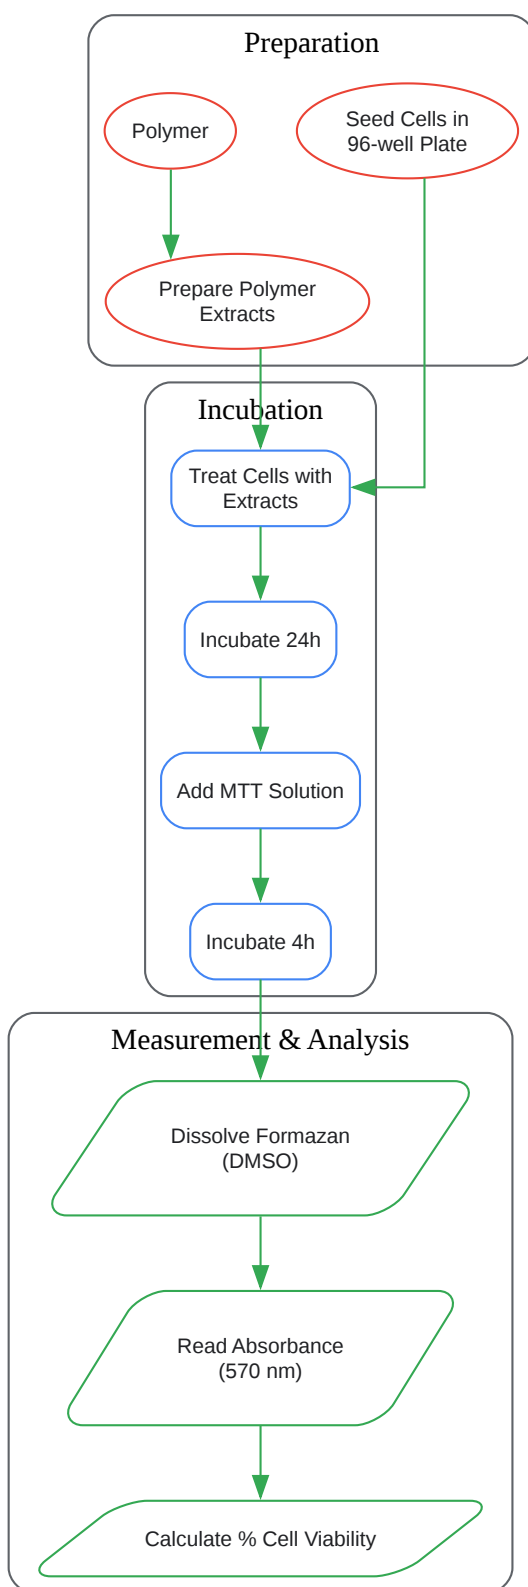 Preparation
Polymer
Seed Cells in
96-well Plate
Prepare Polymer
Extracts
Incubation
Treat Cells with
Extracts
Incubate 24h
Add MTT Solution
Incubate 4h
Measurement & Analysis
Dissolve Formazan
(DMSO)
Read Absorbance
(570 nm)
Calculate % Cell Viability